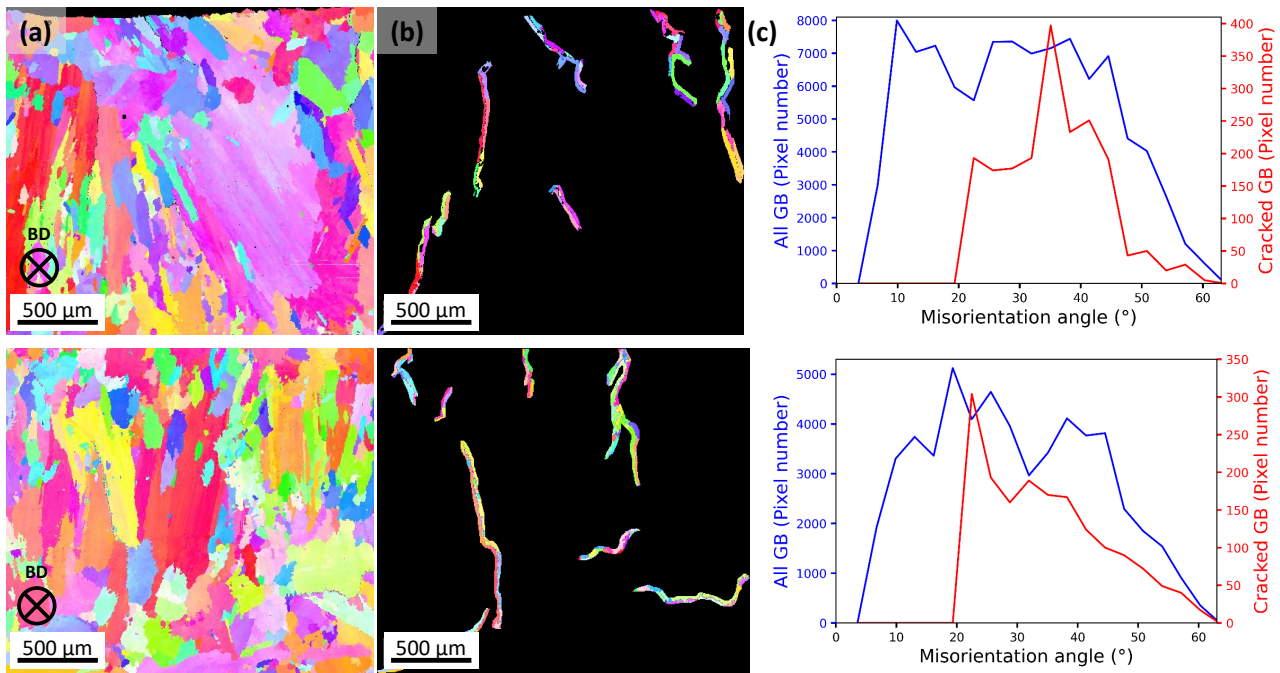 (a)
(b)
(c)
BD
500 µm
500 µm
All GB (Pixel number)
8000
7000
6000
5000
4000
3000
2000
1000
0
0 10 20 30 40 50 60
Misorientation angle (°)
400
350
300
250
200
150
100
50
0
Cracked GB (Pixel number)
BD
500 µm
500 µm
All GB (Pixel number)
5000
4000
3000
2000
1000
0
0 10 20 30 40 50 60
Misorientation angle (°)
350
300
250
200
150
100
50
0
Cracked GB (Pixel number)